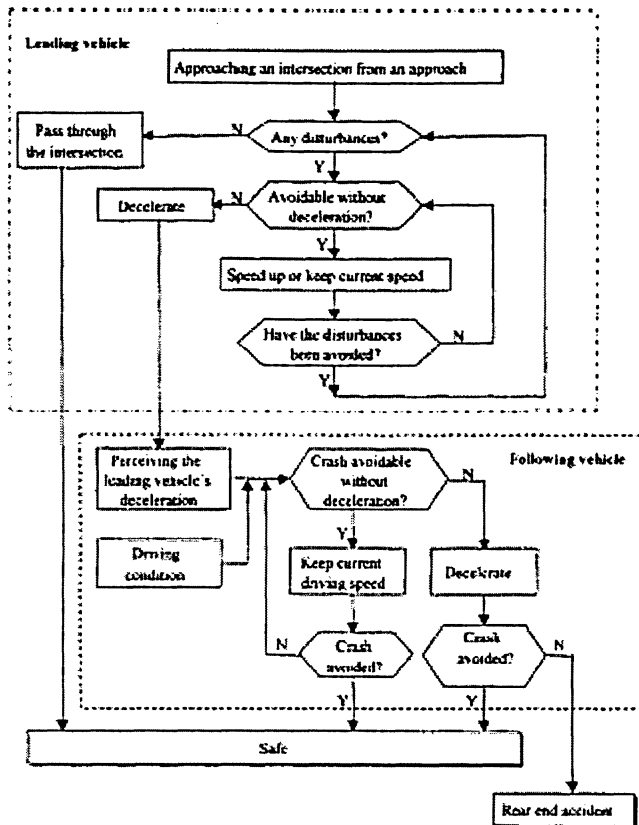 Leading vehicle
Approaching an intersection from an approach
Pass through
the intersection
N
Any disturbances?
Y
Decelerate
N
Avoidable without
deceleration?
Y
Speed up or keep current speed
Have the disturbances
been avoided?
N
Y
Following vehicle
Perceiving the
leading vehicle's
deceleration
Crash avoidable
without
deceleration?
N
Y
Driving
condition
Keep current
driving speed
Decelerate
N
Crash
avoided?
Crash
avoided?
N
Y
Y
Safe
Rear end accident